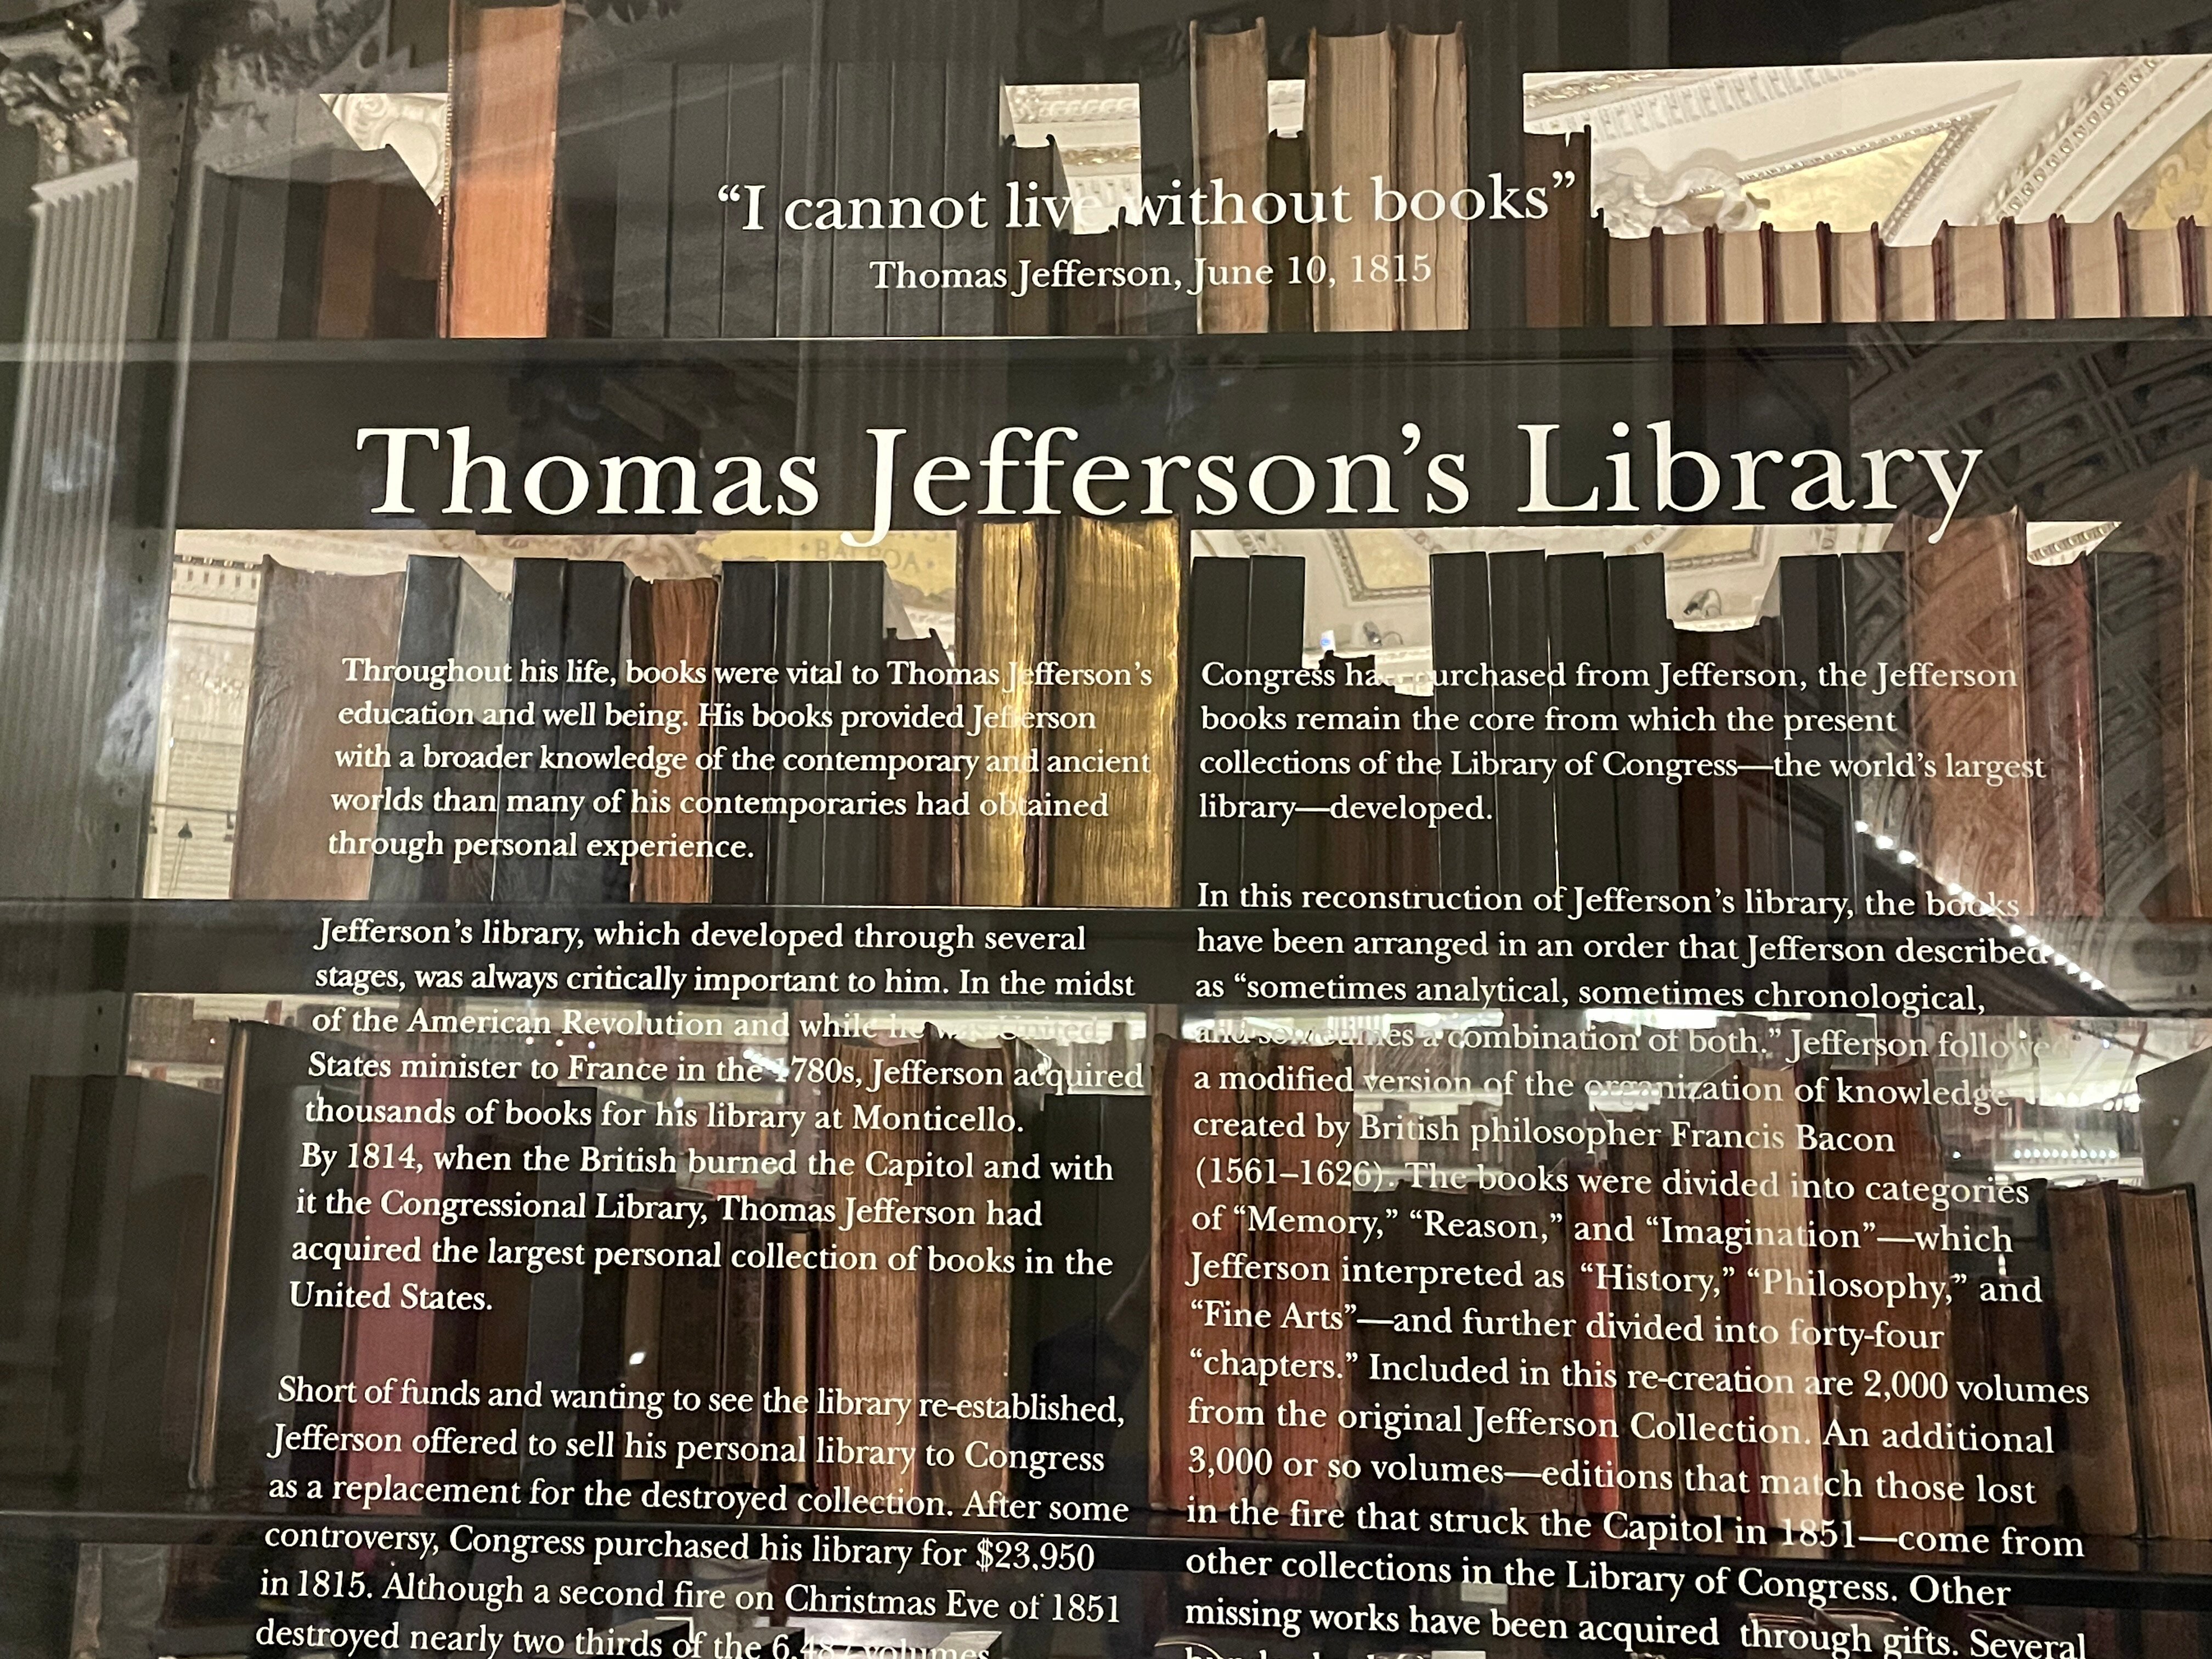 “I cannot live without books”
Thomas Jefferson, June 10, 1815
Thomas Jefferson’s Library
Throughout his life, books were vital to Thomas Jefferson’s
education and well being. His books provided Jefferson
with a broader knowledge of the contemporary and ancient
worlds than many of his contemporaries had obtained
through personal experience.
Jefferson’s library, which developed through several
stages, was always critically important to him. In the midst
of the American Revolution and while he was United
States minister to France in the 1780s, Jefferson acquired
thousands of books for his library at Monticello.
By 1814, when the British burned the Capitol and with
it the Congressional Library, Thomas Jefferson had
acquired the largest personal collection of books in the
United States.
Short of funds and wanting to see the library re-established,
Jefferson offered to sell his personal library to Congress
as a replacement for the destroyed collection. After some
controversy, Congress purchased his library for $23,950
in 1815. Although a second fire on Christmas Eve of 1851
destroyed nearly two thirds of the 6,487 volumes
Congress had purchased from Jefferson, the Jefferson
books remain the core from which the present
collections of the Library of Congress—the world’s largest
library—developed.
In this reconstruction of Jefferson’s library, the books
have been arranged in an order that Jefferson described
as “sometimes analytical, sometimes chronological,
and sometimes a combination of both.” Jefferson followed
a modified version of the organization of knowledge
created by British philosopher Francis Bacon
(1561–1626). The books were divided into categories
of “Memory,” “Reason,” and “Imagination”—which
Jefferson interpreted as “History,” “Philosophy,” and
“Fine Arts”—and further divided into forty-four
“chapters.” Included in this re-creation are 2,000 volumes
from the original Jefferson Collection. An additional
3,000 or so volumes—editions that match those lost
in the fire that struck the Capitol in 1851—come from
other collections in the Library of Congress. Other
missing works have been acquired through gifts. Several